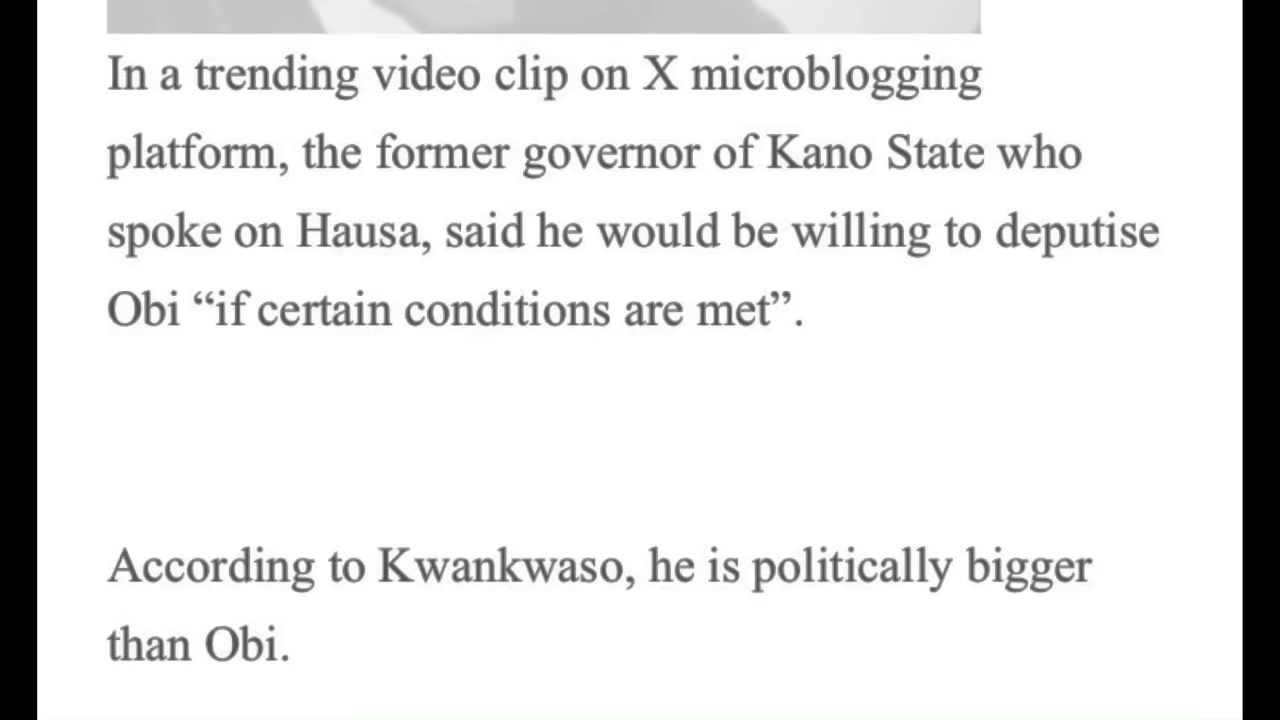 In a trending video clip on X microblogging
platform, the former governor of Kano State who
spoke on Hausa, said he would be willing to deputise
Obi “if certain conditions are met”.
According to Kwankwaso, he is politically bigger
than Obi.